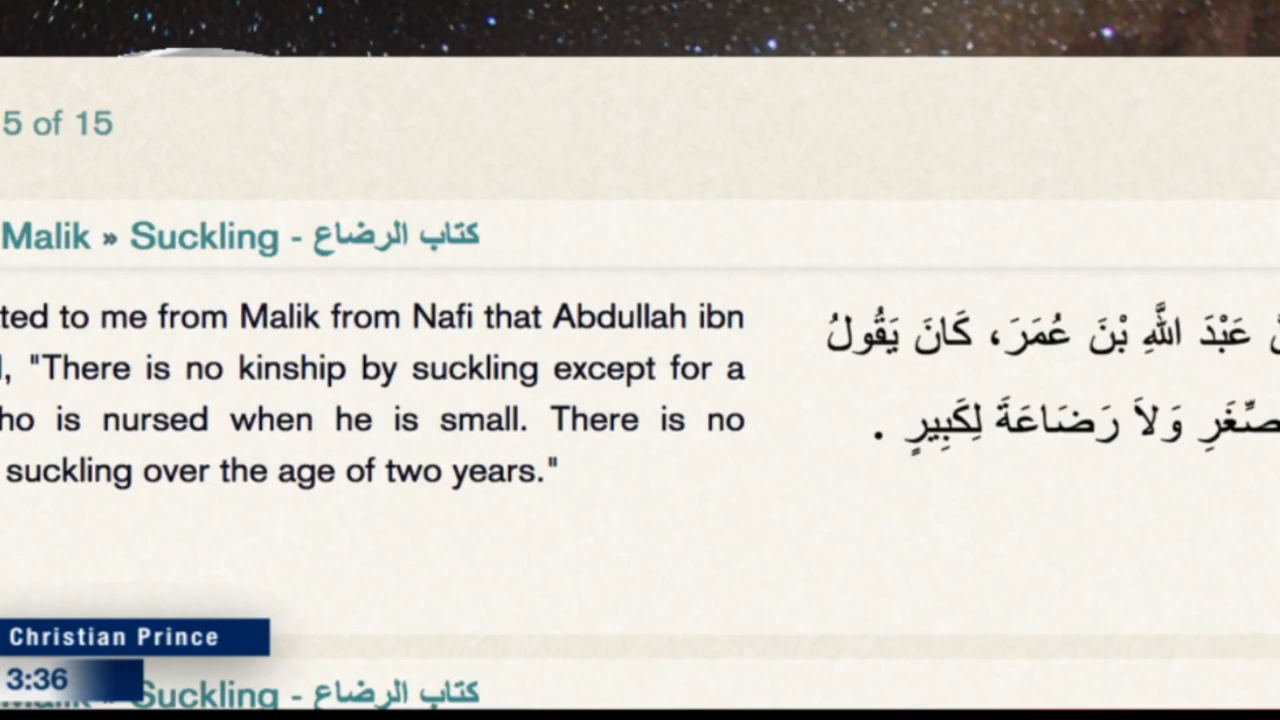 5 of 15
Malik » Suckling - كتاب الرضاع
ted to me from Malik from Nafi that Abdullah ibn
, "There is no kinship by suckling except for a
ho is nursed when he is small. There is no
suckling over the age of two years."
عَبْدَ اللَّهِ بْنَ عُمَرَ، كَانَ يَقُولُ
صِّغَرِ وَلاَ رَضَاعَةَ لِكَبِيرٍ ‏.‏
Christian Prince
3:36
Malik » Suckling - كتاب الرضاع